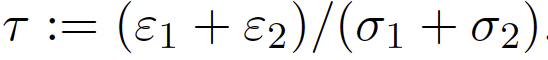 τ := (ε₁ + ε₂)/(σ₁ + σ₂).